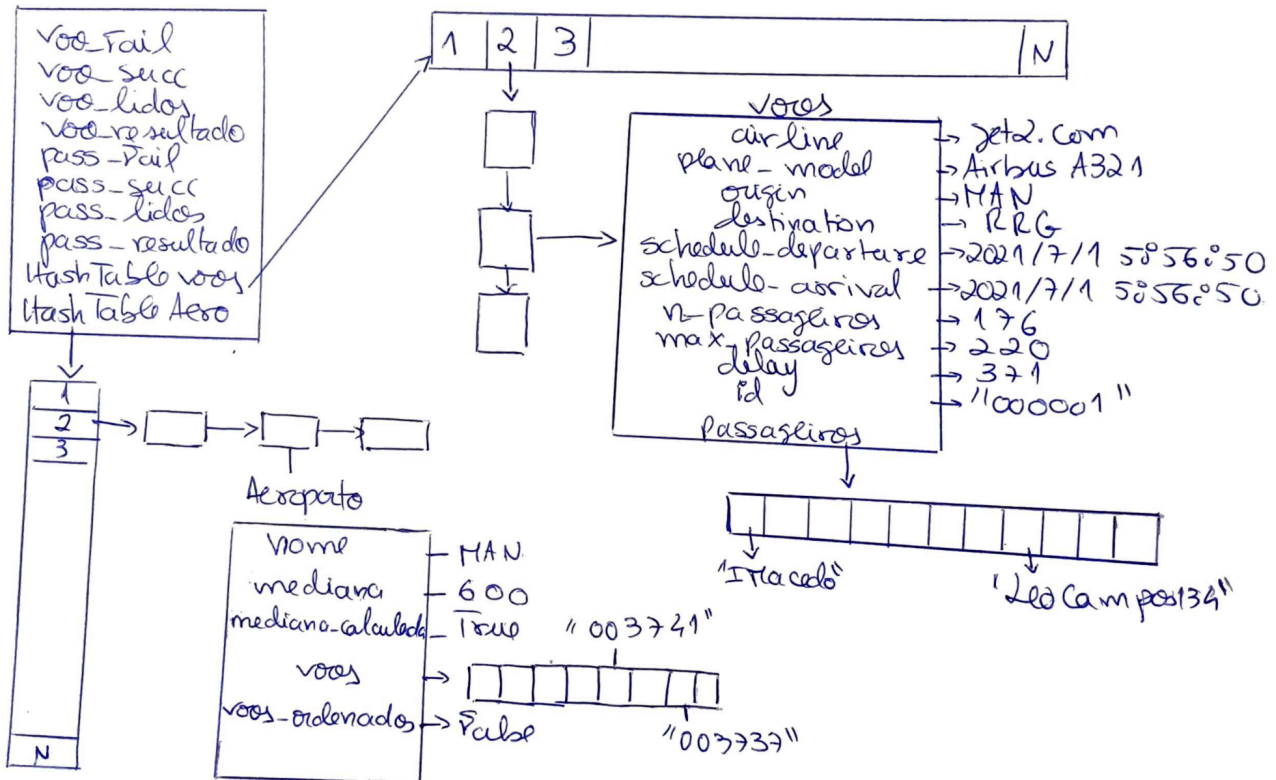 voo_Fail
voo_succ
voo_lidos
voo_resultado
pass_Fail
pass_succ
pass_lidos
pass_resultado
HashTable voos
HashTable Aero
1 2 3 N
voos
airline → Jet2.com
plane_model → Airbus A321
origin → MAN
destination → RRG
schedule_departure → 2021/7/1 5:56:50
schedule_arrival → 2021/7/1 5:56:50
n_passageiros → 176
max_passageiros → 220
delay → 371
id → "000001"
Passageiros
"IMacedo"
"LeoCampos134"
1
2
3
N
Aeroporto
nome - MAN
mediana - 600
mediana_calculada - True
voos →
"003741"
"003737"
voos_ordenados → False